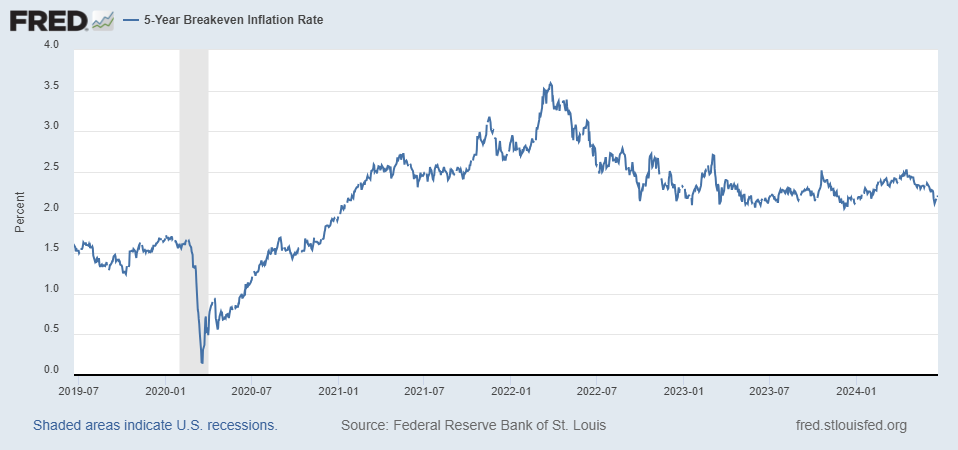 FRED 5-Year Breakeven Inflation Rate
4.0
3.5
3.0
2.5
2.0
1.5
1.0
0.5
0.0
Percent
2019-07 2020-01 2020-07 2021-01 2021-07 2022-01 2022-07 2023-01 2023-07 2024-01
Shaded areas indicate U.S. recessions. Source: Federal Reserve Bank of St. Louis fred.stlouisfed.org